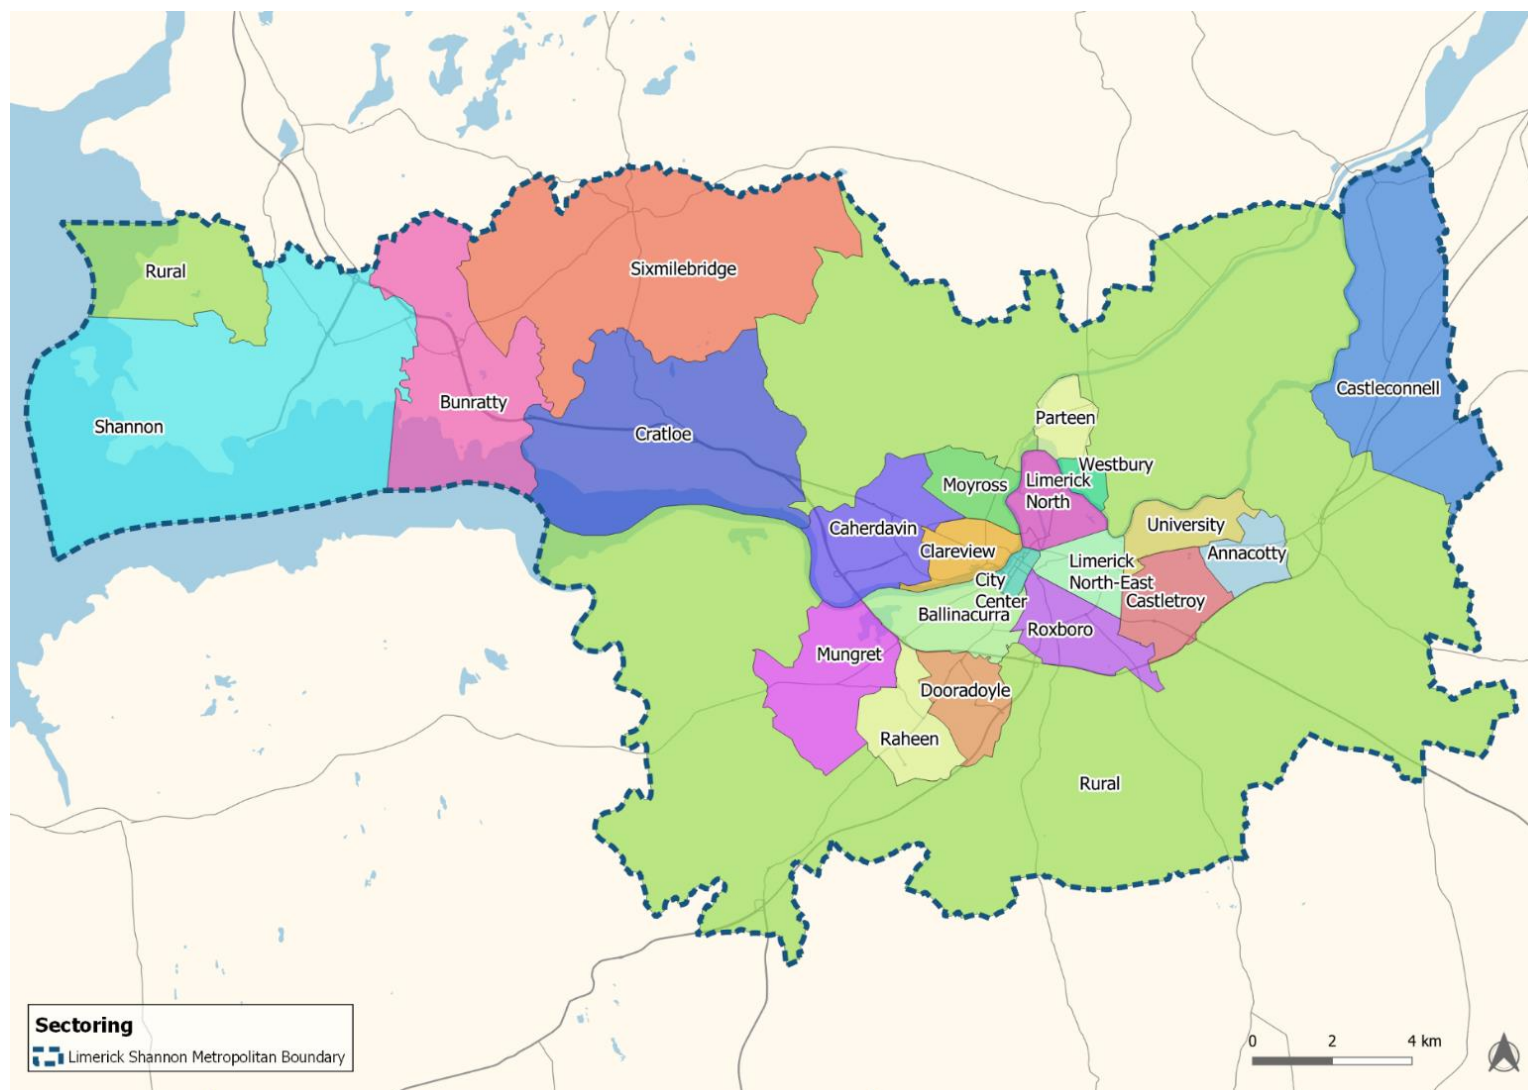 Rural
Sixmilebridge
Shannon
Bunratty
Cratloe
Castleconnell
Parteen
Westbury
Moyross
Limerick
North
Caherdavin
Clareview
University
Annacotty
Limerick
North-East
City
Center
Castletroy
Ballinacurra
Roxboro
Mungret
Dooradoyle
Raheen
Rural
Sectoring
Limerick Shannon Metropolitan Boundary
0 2 4 km